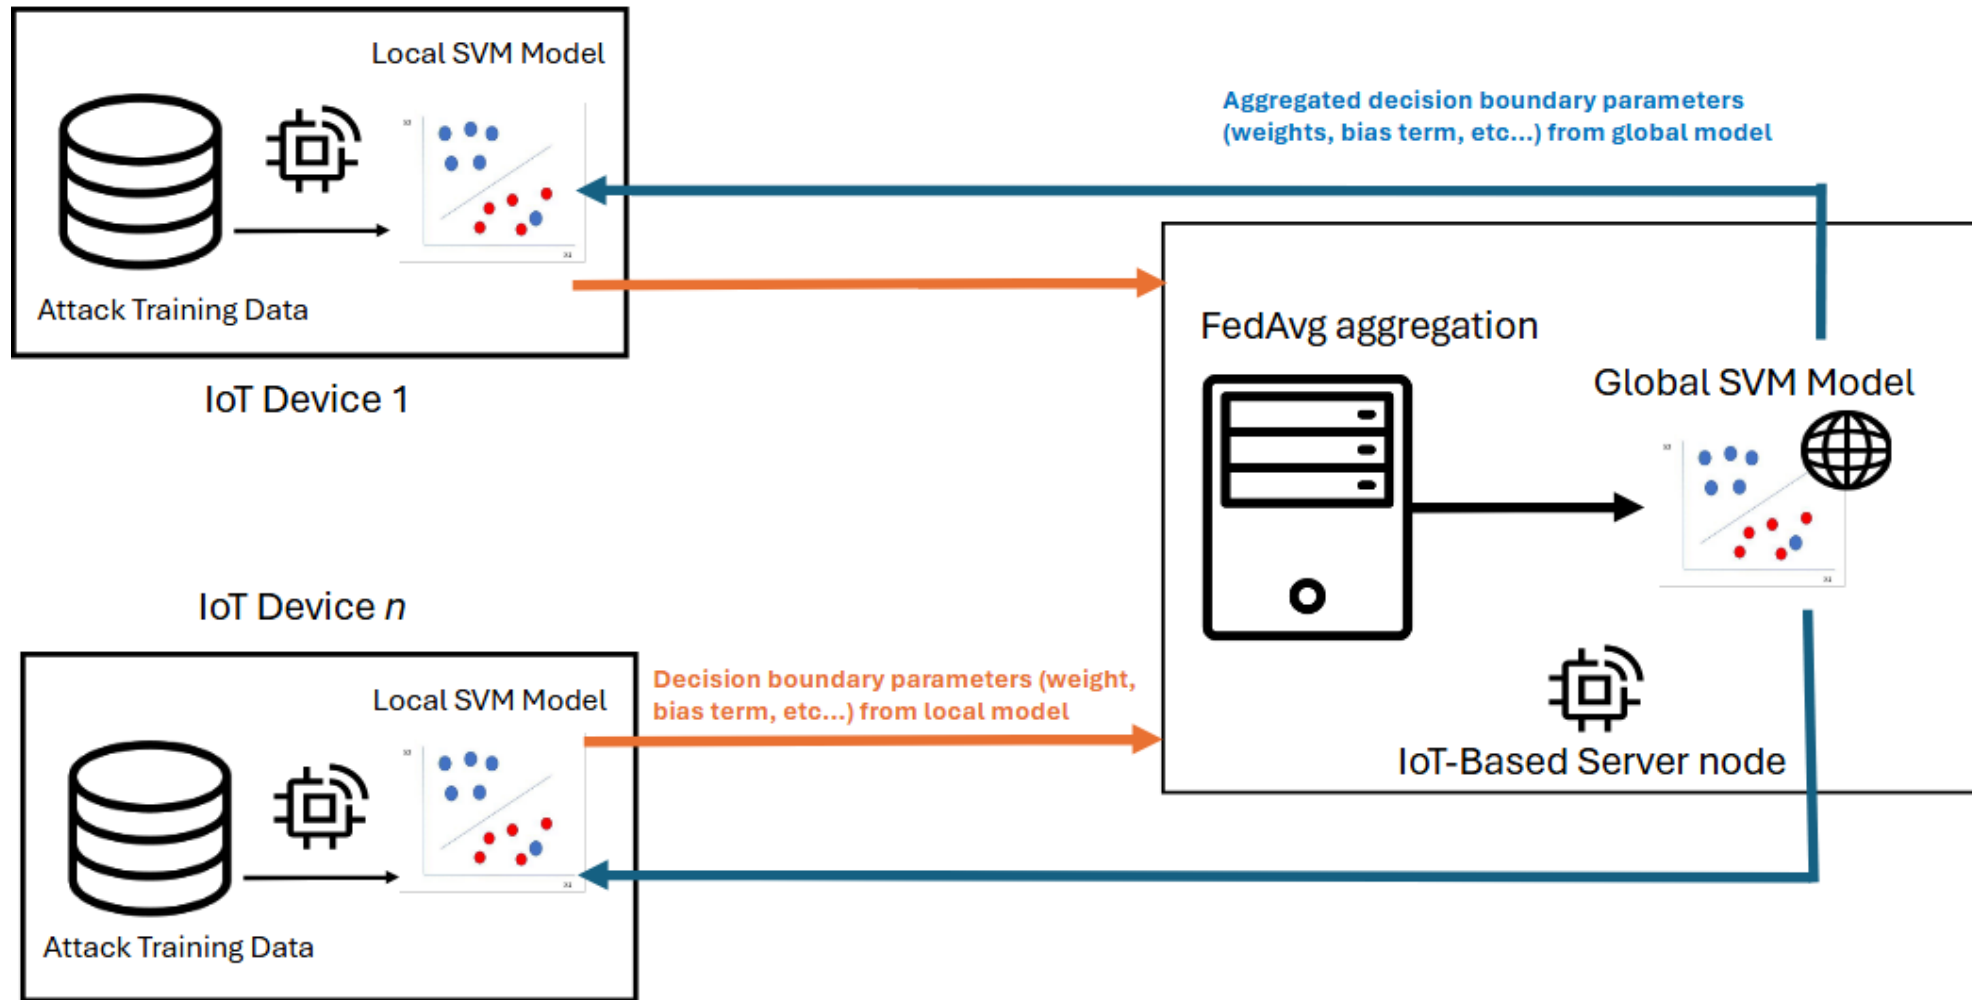 Local SVM Model
Attack Training Data
IoT Device 1
Aggregated decision boundary parameters
(weights, bias term, etc...) from global model
FedAvg aggregation
Global SVM Model
IoT-Based Server node
IoT Device n
Local SVM Model
Decision boundary parameters (weight,
bias term, etc...) from local model
Attack Training Data